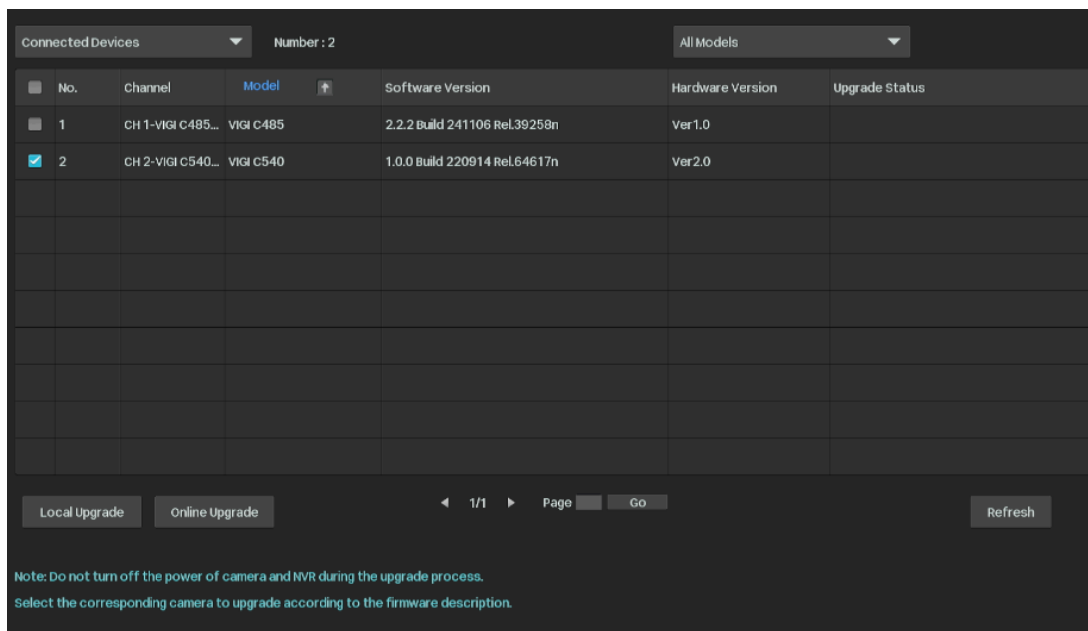 Connected Devices Number : 2 All Models
No. Channel Model Software Version Hardware Version Upgrade Status
1 CH 1-VIGI C485... VIGI C485 2.2.2 Build 241106 Rel.39258n Ver1.0
2 CH 2-VIGI C540... VIGI C540 1.0.0 Build 220914 Rel.64617n Ver2.0
Local Upgrade Online Upgrade 1/1 Page Go Refresh
Note: Do not turn off the power of camera and NVR during the upgrade process.
Select the corresponding camera to upgrade according to the firmware description.